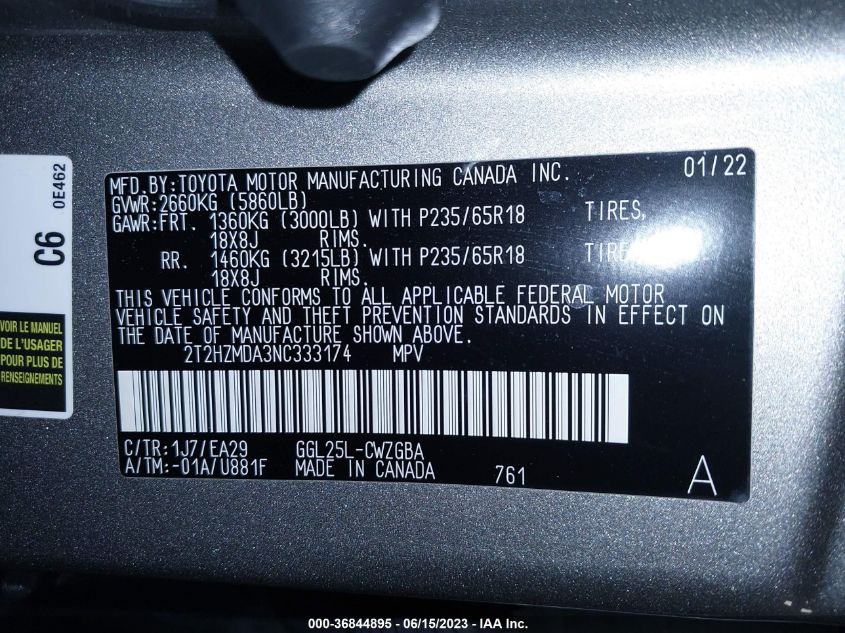 MFD.BY:TOYOTA MOTOR MANUFACTURING CANADA INC. 01/22
GVWR:2660KG (5860LB)
GAWR:FRT. 1360KG (3000LB) WITH P235/65R18 TIRES,
18X8J RIMS.
RR. 1460KG (3215LB) WITH P235/65R18
18X8J RIMS.
THIS VEHICLE CONFORMS TO ALL APPLICABLE FEDERAL MOTOR
VEHICLE SAFETY AND THEFT PREVENTION STANDARDS IN EFFECT ON
THE DATE OF MANUFACTURE SHOWN ABOVE.
2T2HZMDA3NC333174 MPV
C/TR:1J7/EA29 GGL25L-CWZGBA
A/TM:-01A/U881F MADE IN CANADA 761 A
C6 0E462
VOIR LE MANUEL
DE L'USAGER
POUR PLUS DE
RENSEIGNEMENTS
000-36844895 - 06/15/2023 - IAA Inc.